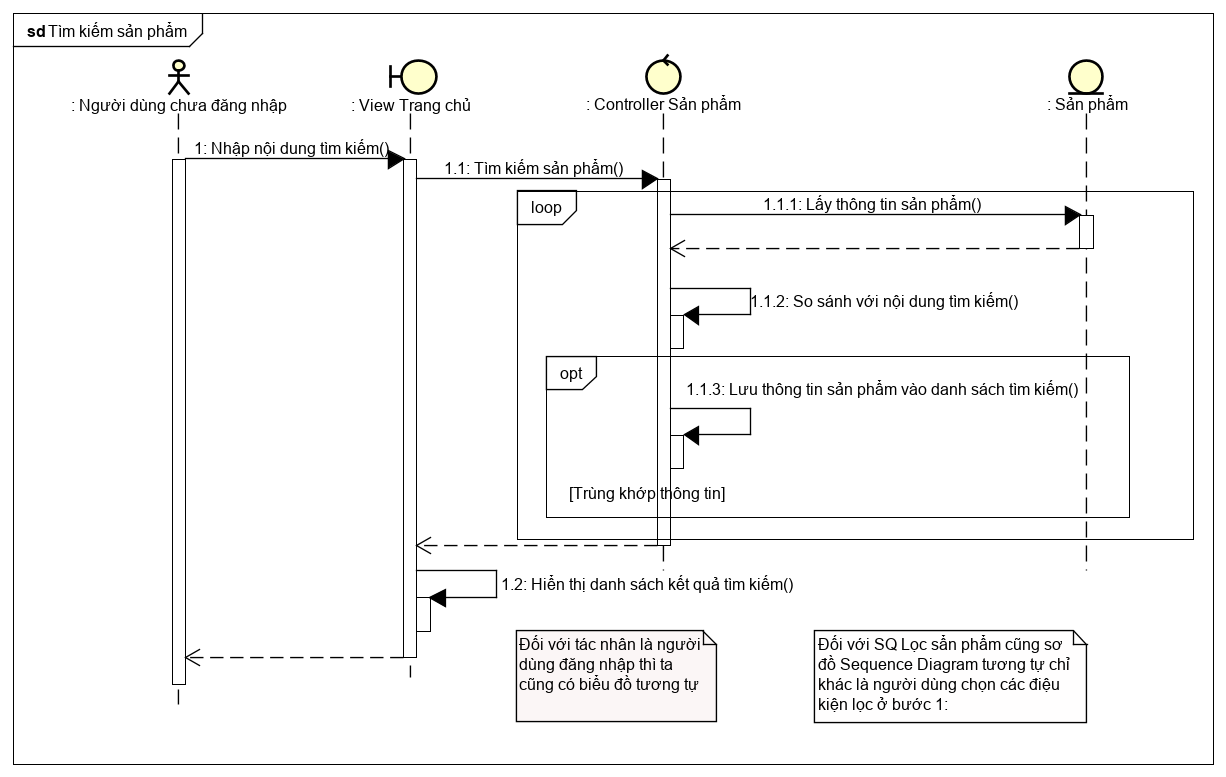 sd Tìm kiếm sản phẩm
: Người dùng chưa đăng nhập
: View Trang chủ
: Controller Sản phẩm
: Sản phẩm
1: Nhập nội dung tìm kiếm()
1.1: Tìm kiếm sản phẩm()
loop
1.1.1: Lấy thông tin sản phẩm()
1.1.2: So sánh với nội dung tìm kiếm()
opt
1.1.3: Lưu thông tin sản phẩm vào danh sách tìm kiếm()
[Trùng khớp thông tin]
1.2: Hiển thị danh sách kết quả tìm kiếm()
Đối với tác nhân là người
dùng đăng nhập thì ta
cũng có biểu đồ tương tự
Đối với SQ Lọc sẩn phẩm cũng sơ
đồ Sequence Diagram tương tự chỉ
khác là người dùng chọn các điệu
kiện lọc ở bước 1: